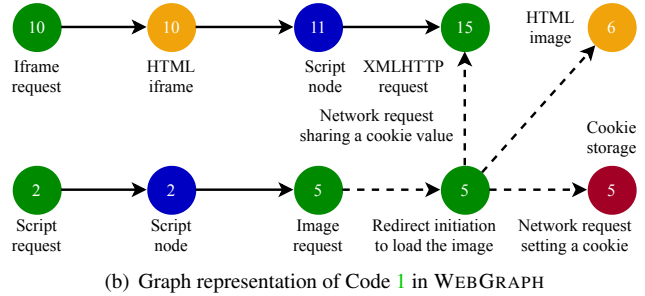 10
10
11
15
6
HTML
image
Iframe
request
HTML
iframe
Script
node
XMLHTTP
request
Network request
sharing a cookie value
Cookie
storage
2
2
5
5
5
Script
request
Script
node
Image
request
Redirect initiation
to load the image
Network request
setting a cookie
(b) Graph representation of Code 1 in WEBGRAPH